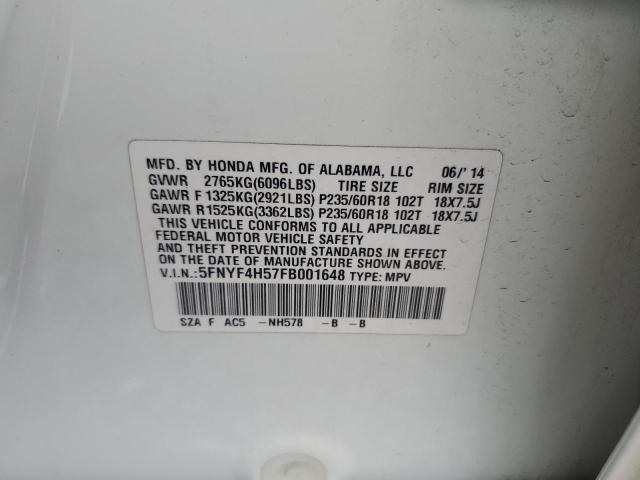 MFD. BY HONDA MFG. OF ALABAMA, LLC 06/'14
GVWR 2765KG(6096LBS) TIRE SIZE RIM SIZE
GAWR F 1325KG(2921LBS) P235/60R18 102T 18X7.5J
GAWR R 1525KG(3362LBS) P235/60R18 102T 18X7.5J
THIS VEHICLE CONFORMS TO ALL APPLICABLE
FEDERAL MOTOR VEHICLE SAFETY
AND THEFT PREVENTION STANDARDS IN EFFECT
ON THE DATE OF MANUFACTURE SHOWN ABOVE.
V.I.N.:5FNYF4H57FB001648 TYPE: MPV
SZA F AC5 -NH578 -B -B